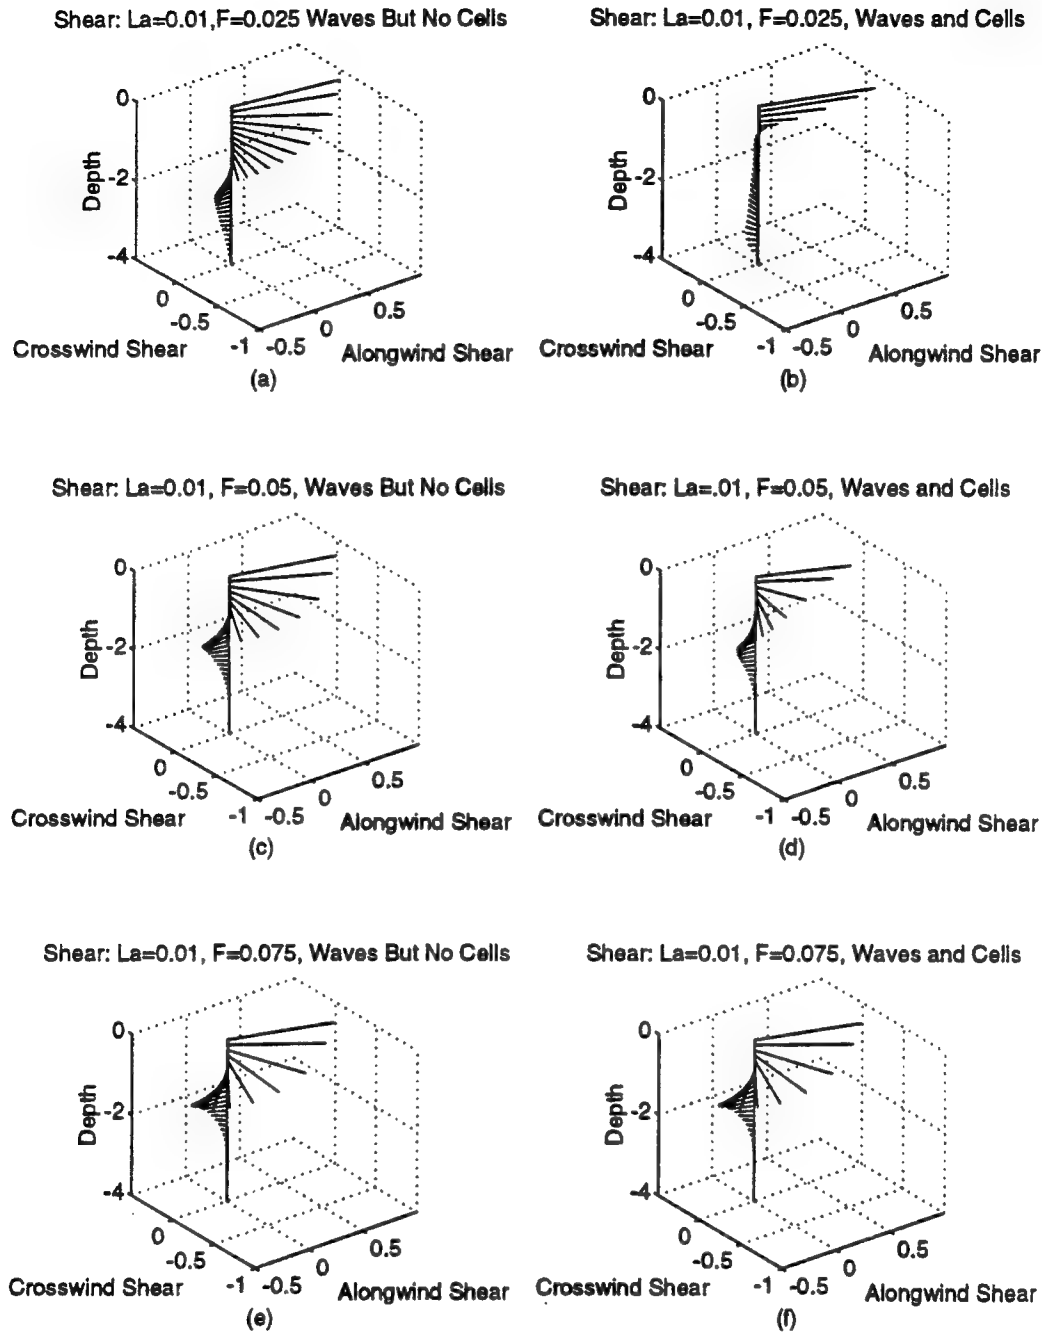 Shear: La=0.01,F=0.025 Waves But No Cells
0
-2
-4
Depth
0
-0.5
-1
-0.5
0
0.5
Crosswind Shear
Alongwind Shear
(a)
Shear: La=0.01, F=0.025, Waves and Cells
0
-2
-4
Depth
0
-0.5
-1
-0.5
0
0.5
Crosswind Shear
Alongwind Shear
(b)
Shear: La=0.01, F=0.05, Waves But No Cells
0
-2
-4
Depth
0
-0.5
-1
-0.5
0
0.5
Crosswind Shear
Alongwind Shear
(c)
Shear: La=.01, F=0.05, Waves and Cells
0
-2
-4
Depth
0
-0.5
-1
-0.5
0
0.5
Crosswind Shear
Alongwind Shear
(d)
Shear: La=0.01, F=0.075, Waves But No Cells
0
-2
-4
Depth
0
-0.5
-1
-0.5
0
0.5
Crosswind Shear
Alongwind Shear
(e)
Shear: La=0.01, F=0.075, Waves and Cells
0
-2
-4
Depth
0
-0.5
-1
-0.5
0
0.5
Crosswind Shear
Alongwind Shear
(f)